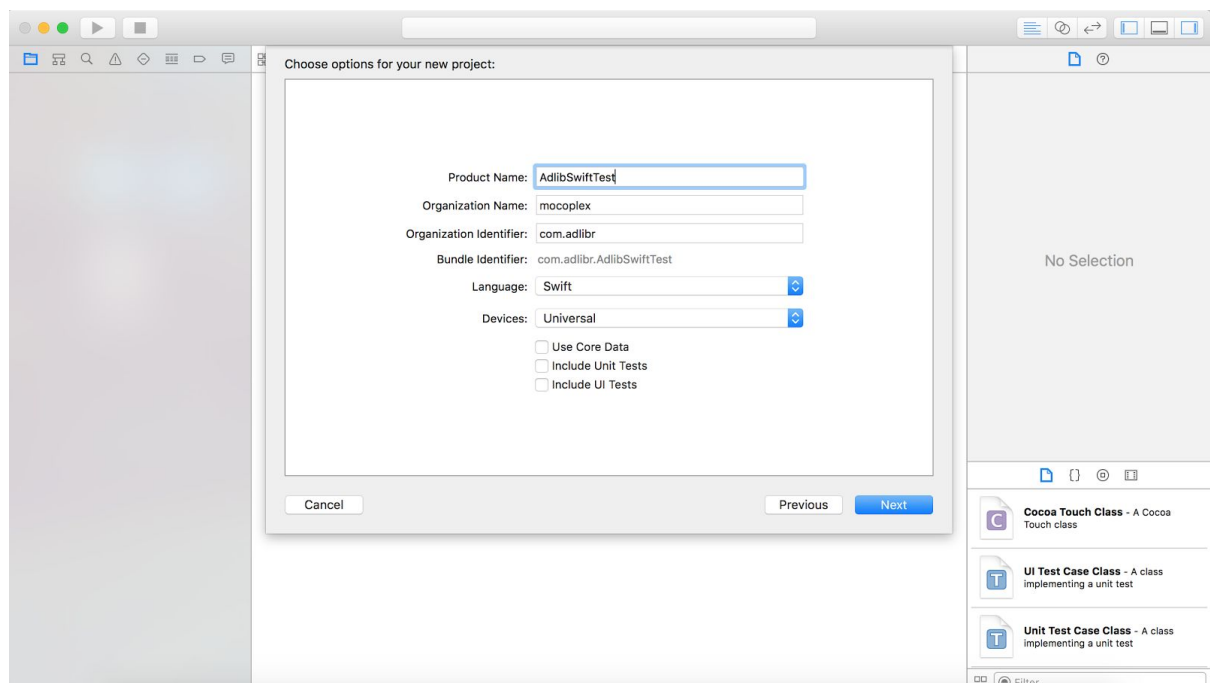 Choose options for your new project:
Product Name: AdlibSwiftTest
Organization Name: mocoplex
Organization Identifier: com.adlibr
Bundle Identifier: com.adlibr.AdlibSwiftTest
Language: Swift
Devices: Universal
Use Core Data
Include Unit Tests
Include UI Tests
Cancel
Previous
Next
No Selection
{}
C
Cocoa Touch Class - A Cocoa
Touch class
T
UI Test Case Class - A class
implementing a unit test
T
Unit Test Case Class - A class
implementing a unit test
Filter